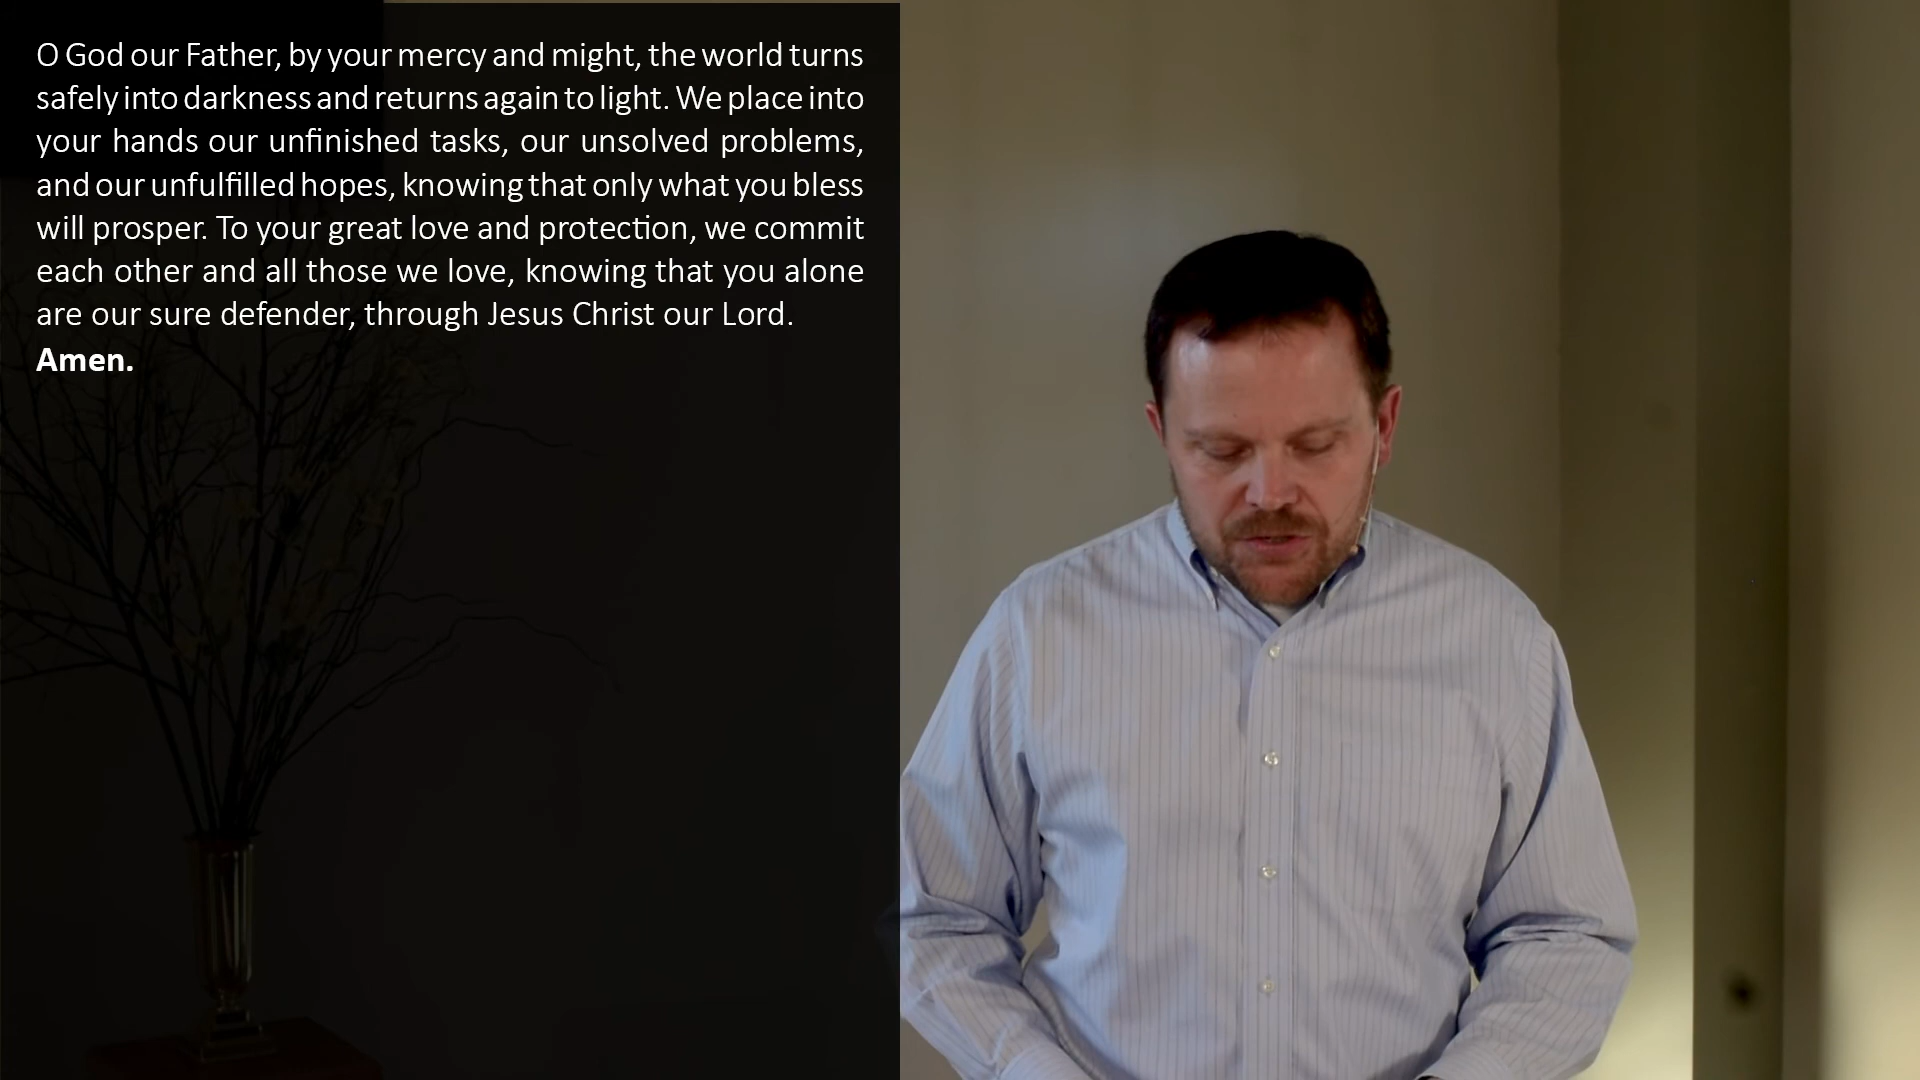 O God our Father, by your mercy and might, the world turns
safely into darkness and returns again to light. We place into
your hands our unfinished tasks, our unsolved problems,
and our unfulfilled hopes, knowing that only what you bless
will prosper. To your great love and protection, we commit
each other and all those we love, knowing that you alone
are our sure defender, through Jesus Christ our Lord.
Amen.